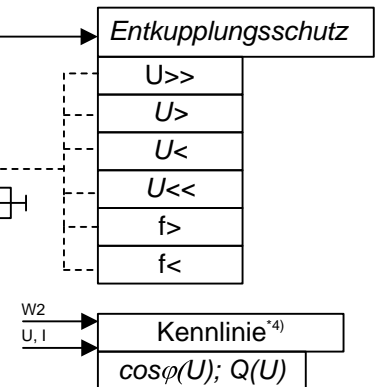 Entkupplungsschutz
U>>
U>
U<
U<<
f>
f<
W2
U, I
Kennlinie*4)
cosφ(U); Q(U)